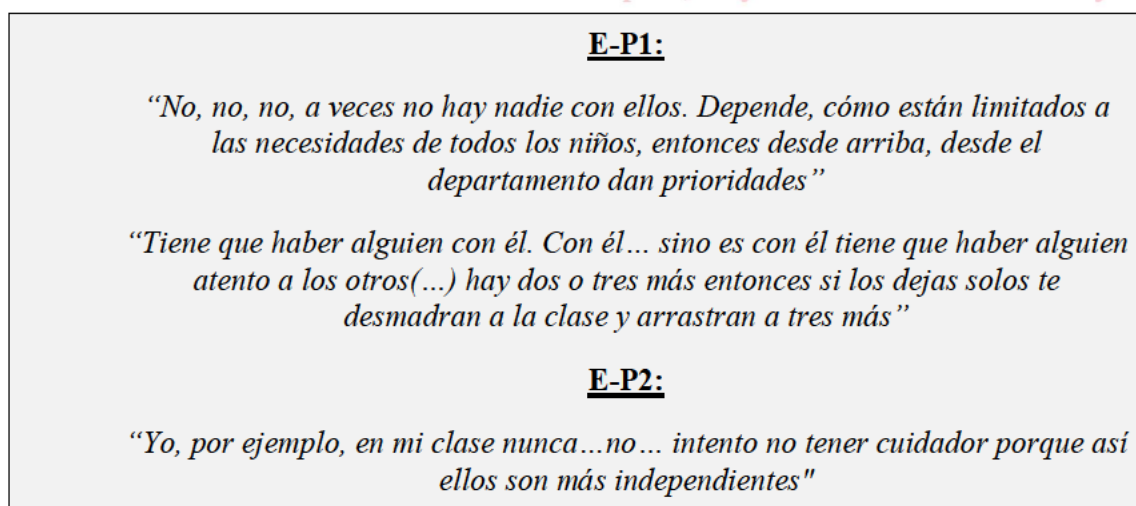 E-P1:
“No, no, no, a veces no hay nadie con ellos. Depende, cómo están limitados a
las necesidades de todos los niños, entonces desde arriba, desde el
departamento dan prioridades”
“Tiene que haber alguien con él. Con él… sino es con él tiene que haber alguien
atento a los otros(...) hay dos o tres más entonces si los dejas solos te
desmadran a la clase y arrastran a tres más”
E-P2:
“Yo, por ejemplo, en mi clase nunca…no… intento no tener cuidador porque así
ellos son más independientes"